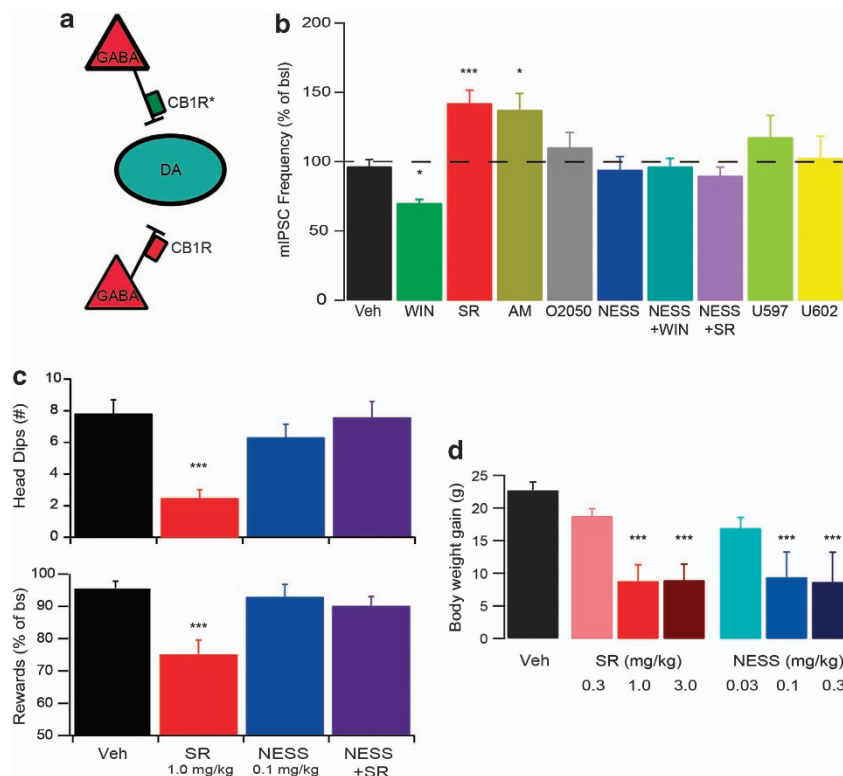 a
GABA
CB1R*
DA
CB1R
GABA
b
mIPSC Frequency (% of bsl)
200
150
100
50
0
***
*
*
Veh
WIN
SR
AM
O2050
NESS
NESS
+WIN
NESS
+SR
U597
U602
c
Head Dips (#)
10
8
6
4
2
0
***
Rewards (% of bs)
100
90
80
70
60
50
***
Veh
SR
1.0 mg/kg
NESS
0.1 mg/kg
NESS
+SR
d
Body weight gain (g)
25
20
15
10
5
0
*** *** *** ***
Veh SR (mg/kg) NESS (mg/kg)
0.3 1.0 3.0 0.03 0.1 0.3